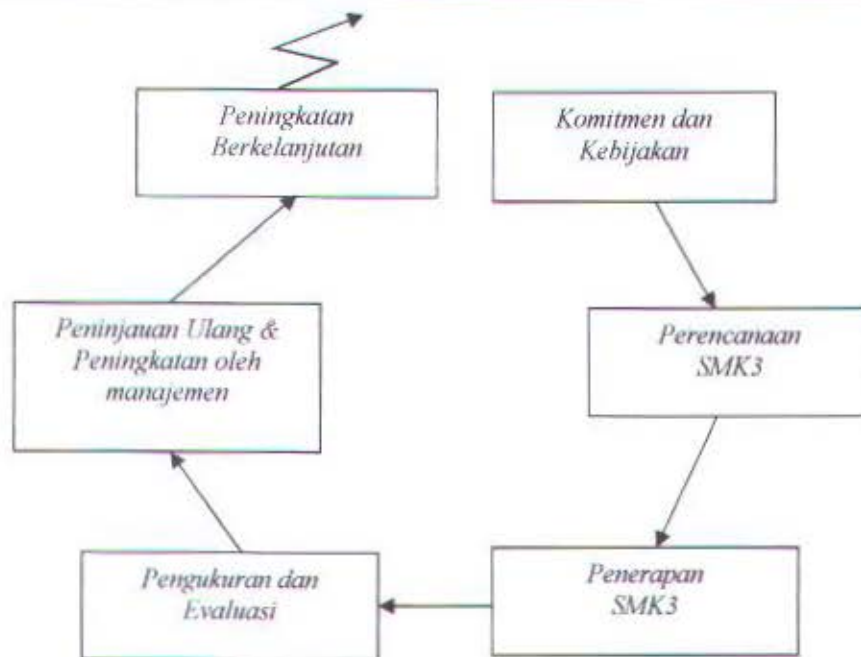 Peningkatan
Berkelanjutan
Komitmen dan
Kebijakan
Peninjauan Ulang &
Peningkatan oleh
manajemen
Perencanaan
SMK3
Pengukuran dan
Evaluasi
Penerapan
SMK3